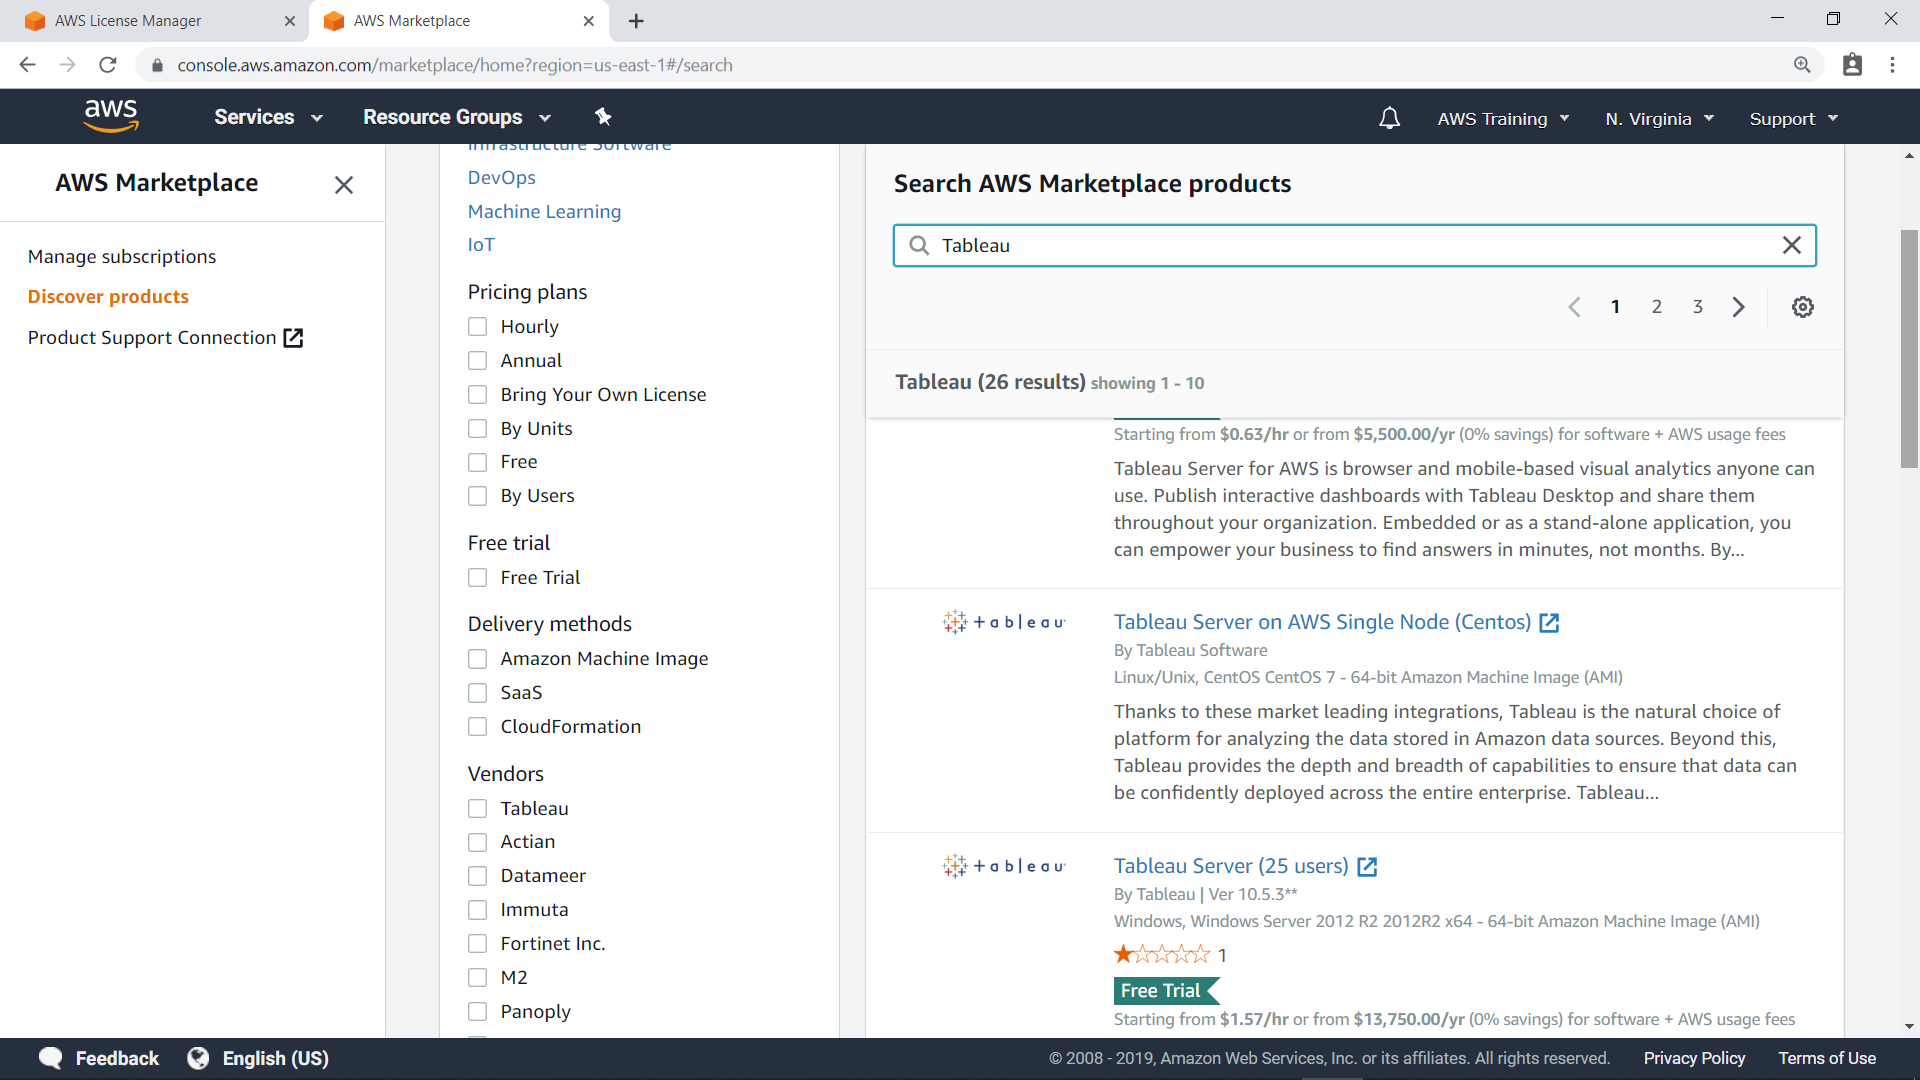 AWS License Manager
AWS Marketplace
console.aws.amazon.com/marketplace/home?region=us-east-1#/search
aws
Services
Resource Groups
AWS Training
N. Virginia
Support
AWS Marketplace
Manage subscriptions
Discover products
Product Support Connection
Infrastructure Software
DevOps
Machine Learning
IoT
Pricing plans
Hourly
Annual
Bring Your Own License
By Units
Free
By Users
Free trial
Free Trial
Delivery methods
Amazon Machine Image
SaaS
CloudFormation
Vendors
Tableau
Actian
Datameer
Immuta
Fortinet Inc.
M2
Panoply
Search AWS Marketplace products
Tableau
1 2 3
Tableau (26 results) showing 1 - 10
Starting from $0.63/hr or from $5,500.00/yr (0% savings) for software + AWS usage fees
Tableau Server for AWS is browser and mobile-based visual analytics anyone can
use. Publish interactive dashboards with Tableau Desktop and share them
throughout your organization. Embedded or as a stand-alone application, you
can empower your business to find answers in minutes, not months. By...
+ableau
Tableau Server on AWS Single Node (Centos)
By Tableau Software
Linux/Unix, CentOS CentOS 7 - 64-bit Amazon Machine Image (AMI)
Thanks to these market leading integrations, Tableau is the natural choice of
platform for analyzing the data stored in Amazon data sources. Beyond this,
Tableau provides the depth and breadth of capabilities to ensure that data can
be confidently deployed across the entire enterprise. Tableau...
+ableau
Tableau Server (25 users)
By Tableau | Ver 10.5.3**
Windows, Windows Server 2012 R2 2012R2 x64 - 64-bit Amazon Machine Image (AMI)
1
Free Trial
Starting from $1.57/hr or from $13,750.00/yr (0% savings) for software + AWS usage fees
Feedback
English (US)
© 2008 - 2019, Amazon Web Services, Inc. or its affiliates. All rights reserved.
Privacy Policy
Terms of Use